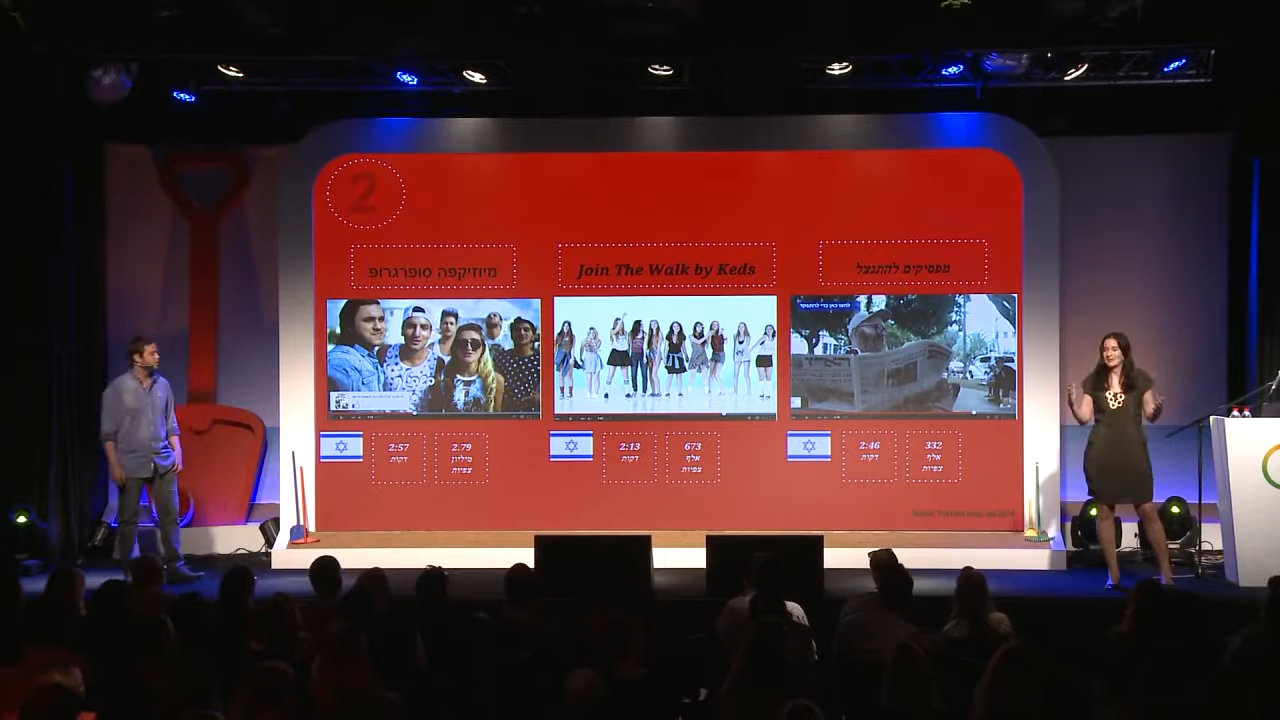 2
מיוזיקפה סופרגרופ
Join The Walk by Keds
מפסיקים להתנצל
2:57
דקות
2.79
מיליון
צפיות
2:13
דקות
673
אלף
צפיות
2:46
דקות
332
אלף
צפיות